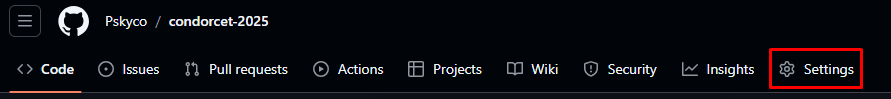 Pskyco / condorcet-2025
Code Issues Pull requests Actions Projects Wiki Security Insights Settings